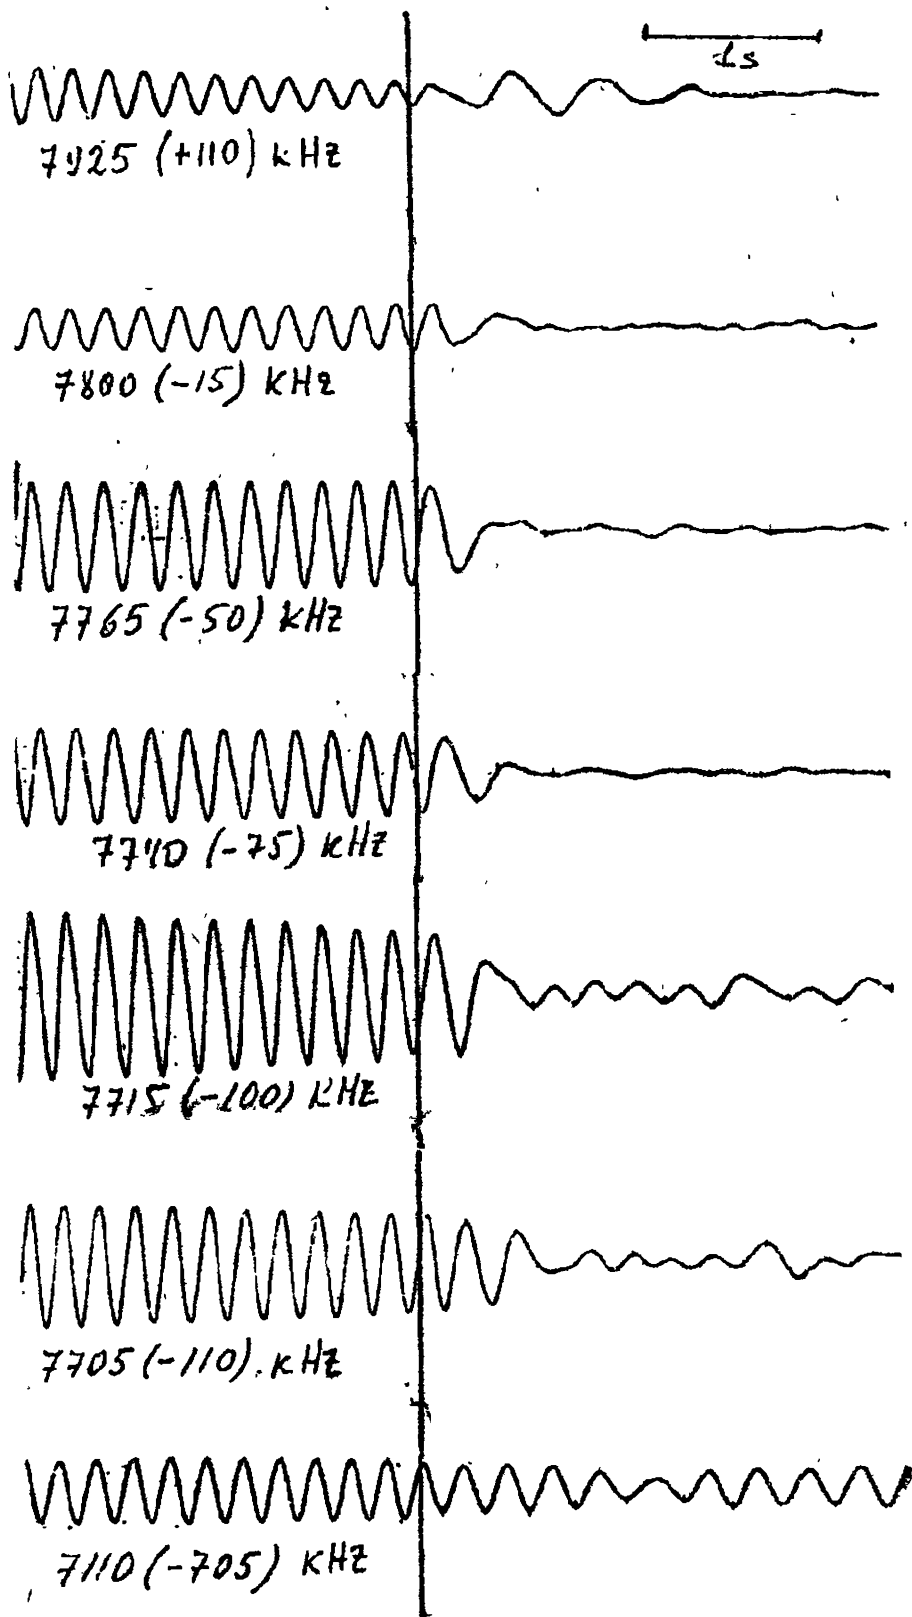 1s
7925 (+110) kHz
7800 (-15) kHz
7765 (-50) kHz
7740 (-75) kHz
7715 (-100) kHz
7705 (-110). kHz
7110 (-705) kHz